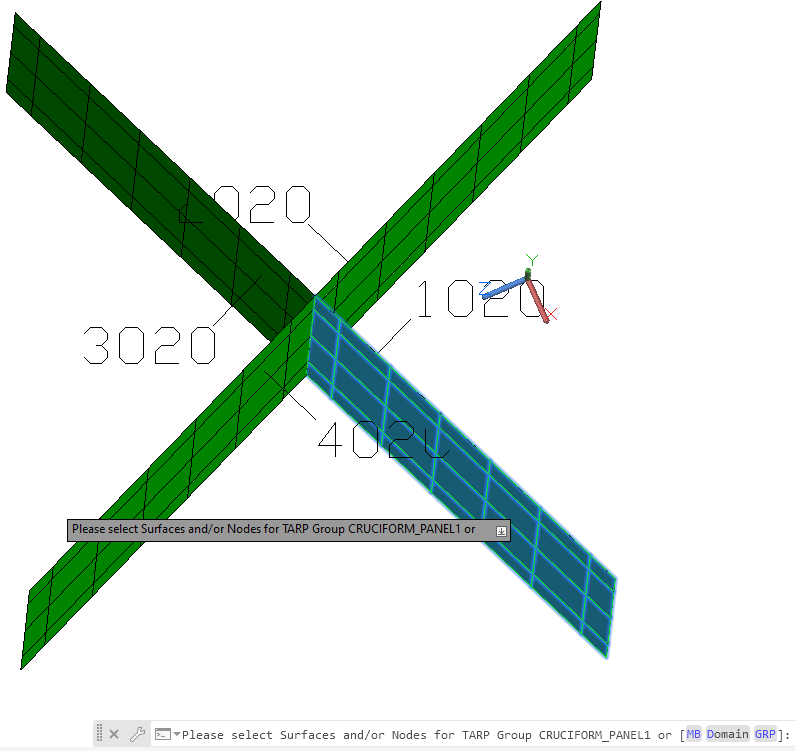 2020
Y
Z
1020
X
3020
4020
Please select Surfaces and/or Nodes for TARP Group CRUCIFORM_PANEL1 or
Please select Surfaces and/or Nodes for TARP Group CRUCIFORM_PANEL1 or [MB Domain GRP]: